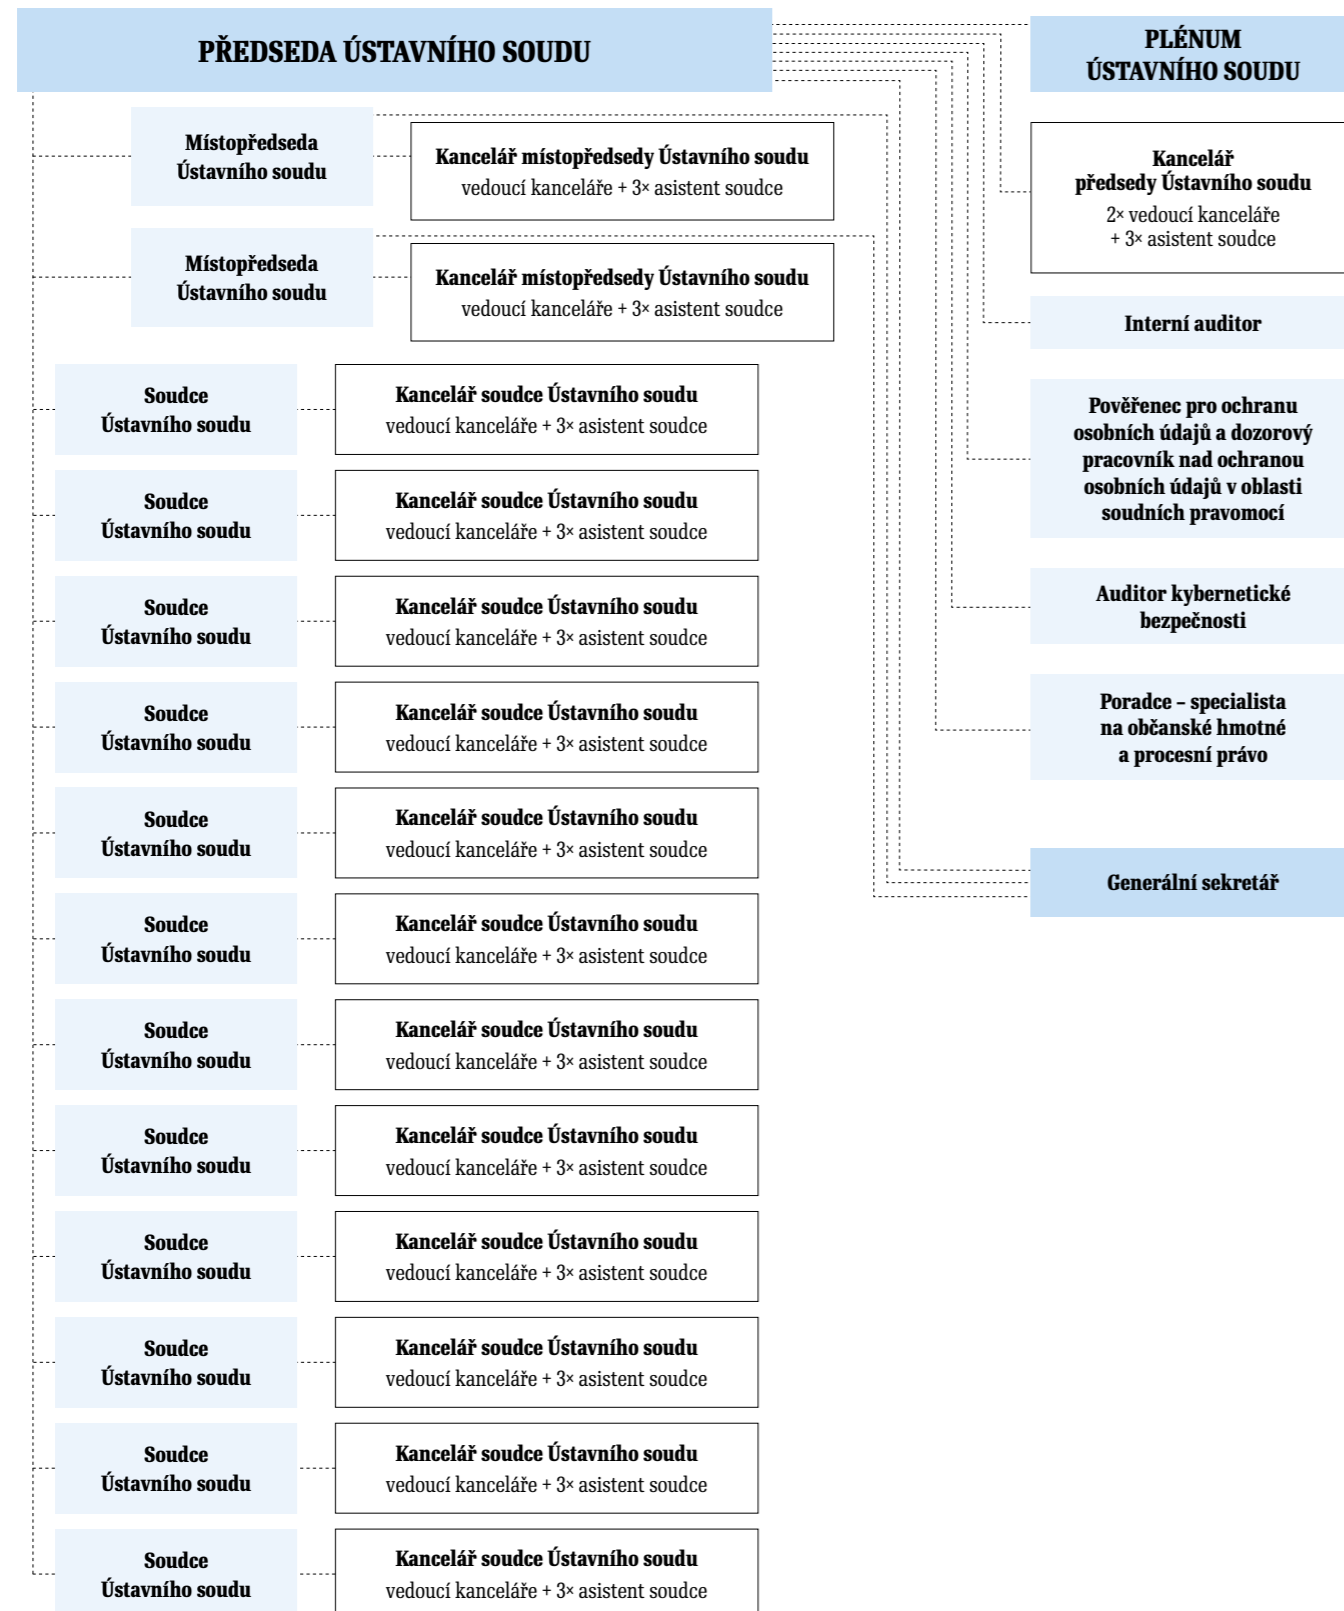 PŘEDSEDA ÚSTAVNÍHO SOUDU
PLÉNUM
ÚSTAVNÍHO SOUDU
Místopředseda
Ústavního soudu
Kancelář místopředsedy Ústavního soudu
vedoucí kanceláře + 3× asistent soudce
Místopředseda
Ústavního soudu
Kancelář místopředsedy Ústavního soudu
vedoucí kanceláře + 3× asistent soudce
Soudce
Ústavního soudu
Kancelář soudce Ústavního soudu
vedoucí kanceláře + 3× asistent soudce
Soudce
Ústavního soudu
Kancelář soudce Ústavního soudu
vedoucí kanceláře + 3× asistent soudce
Soudce
Ústavního soudu
Kancelář soudce Ústavního soudu
vedoucí kanceláře + 3× asistent soudce
Soudce
Ústavního soudu
Kancelář soudce Ústavního soudu
vedoucí kanceláře + 3× asistent soudce
Soudce
Ústavního soudu
Kancelář soudce Ústavního soudu
vedoucí kanceláře + 3× asistent soudce
Soudce
Ústavního soudu
Kancelář soudce Ústavního soudu
vedoucí kanceláře + 3× asistent soudce
Soudce
Ústavního soudu
Kancelář soudce Ústavního soudu
vedoucí kanceláře + 3× asistent soudce
Soudce
Ústavního soudu
Kancelář soudce Ústavního soudu
vedoucí kanceláře + 3× asistent soudce
Soudce
Ústavního soudu
Kancelář soudce Ústavního soudu
vedoucí kanceláře + 3× asistent soudce
Soudce
Ústavního soudu
Kancelář soudce Ústavního soudu
vedoucí kanceláře + 3× asistent soudce
Soudce
Ústavního soudu
Kancelář soudce Ústavního soudu
vedoucí kanceláře + 3× asistent soudce
Soudce
Ústavního soudu
Kancelář soudce Ústavního soudu
vedoucí kanceláře + 3× asistent soudce
Kancelář
předsedy Ústavního soudu
2× vedoucí kanceláře
+ 3× asistent soudce
Interní auditor
Pověřenec pro ochranu
osobních údajů a dozorový
pracovník nad ochranou
osobních údajů v oblasti
soudních pravomocí
Auditor kybernetické
bezpečnosti
Poradce – specialista
na občanské hmotné
a procesní právo
Generální sekretář